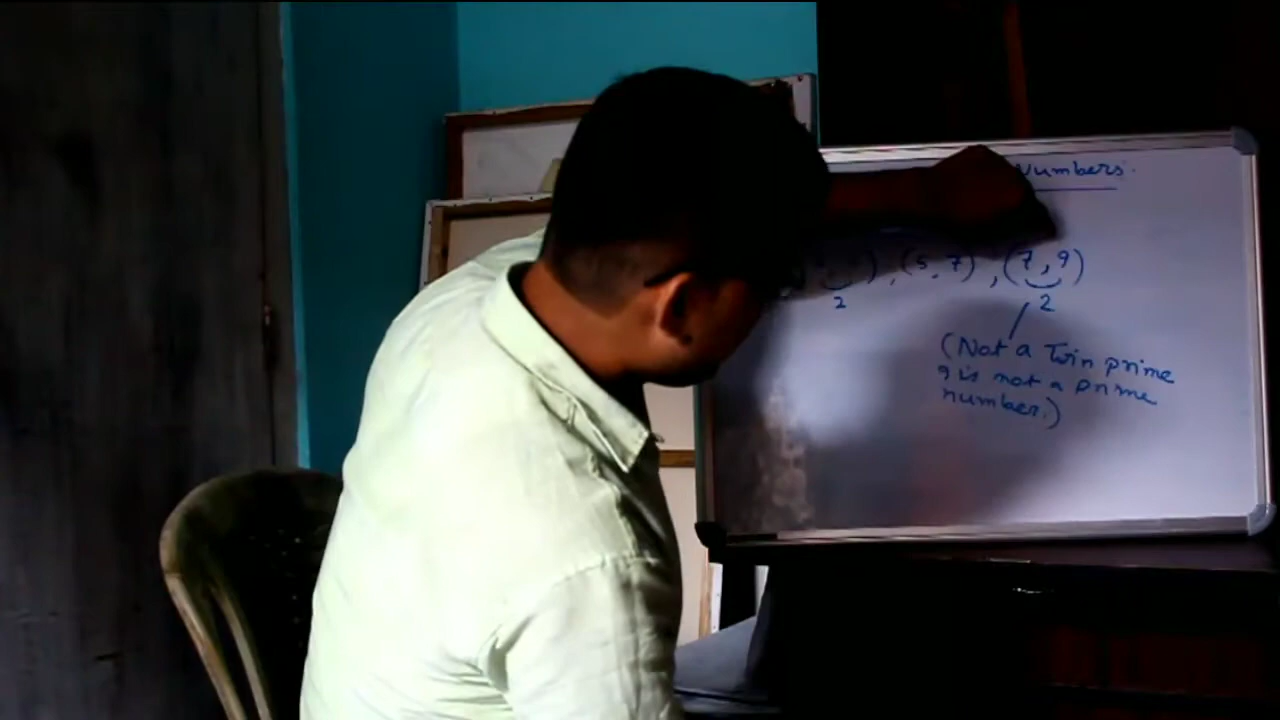 Numbers.
), (5, 7), (7, 9)
2 2
(Not a Twin prime
9 is not a prime
number.)